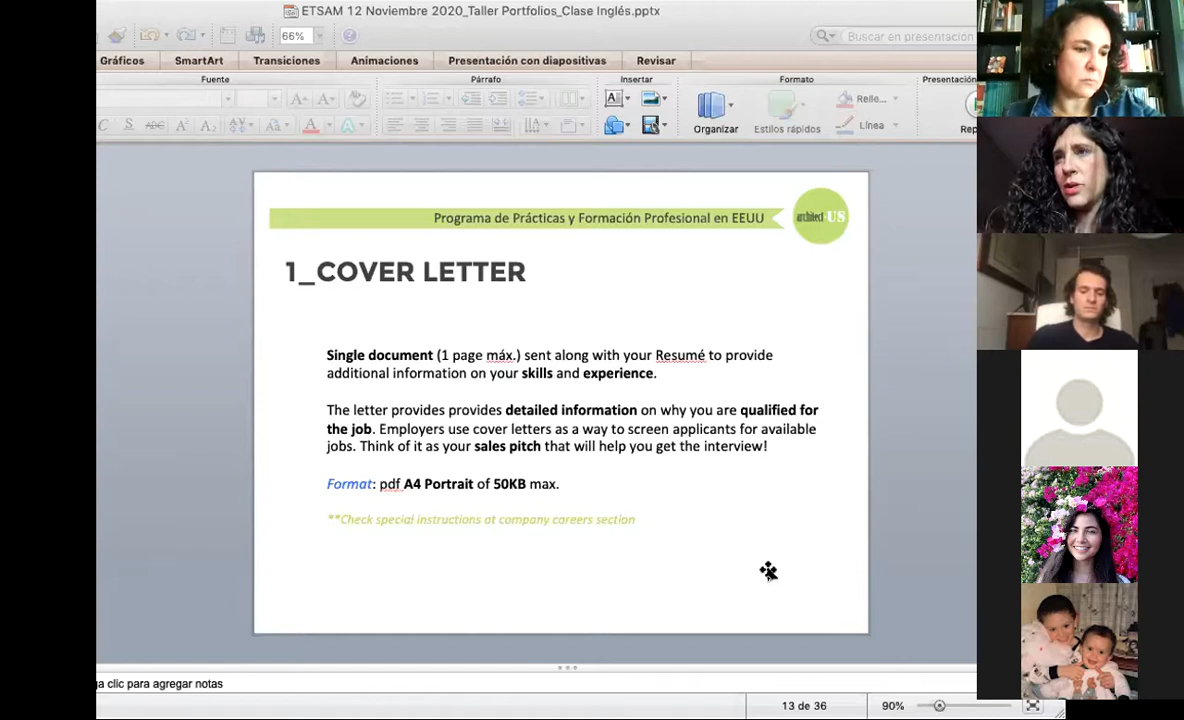 ETSAM 12 Noviembre 2020_Taller Portfolios_Clase Inglés.pptx
66%
Buscar en presentación
Gráficos SmartArt Transiciones Animaciones Presentación con diapositivas Revisar
Fuente Párrafo Insertar Formato Presentación
Relle...
Organizar Estilos rápidos Línea Rep
Programa de Prácticas y Formación Profesional en EEUU
architect-US
1_COVER LETTER
Single document (1 page máx.) sent along with your Resumé to provide
additional information on your skills and experience.
The letter provides provides detailed information on why you are qualified for
the job. Employers use cover letters as a way to screen applicants for available
jobs. Think of it as your sales pitch that will help you get the interview!
Format: pdf A4 Portrait of 50KB max.
**Check special instructions at company careers section
ga clic para agregar notas
13 de 36 90%